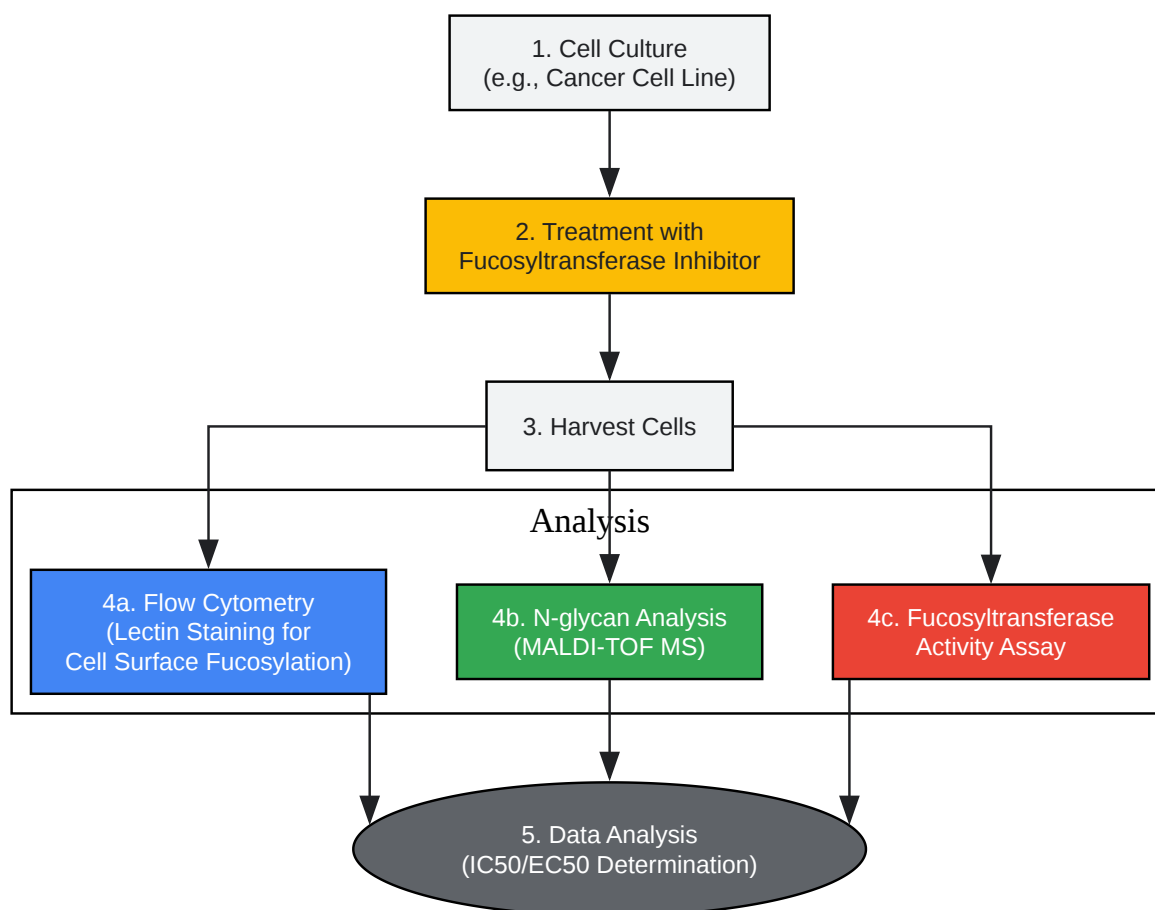 1. Cell Culture
(e.g., Cancer Cell Line)
2. Treatment with
Fucosyltransferase Inhibitor
3. Harvest Cells
Analysis
4a. Flow Cytometry
(Lectin Staining for
Cell Surface Fucosylation)
4b. N-glycan Analysis
(MALDI-TOF MS)
4c. Fucosyltransferase
Activity Assay
5. Data Analysis
(IC50/EC50 Determination)